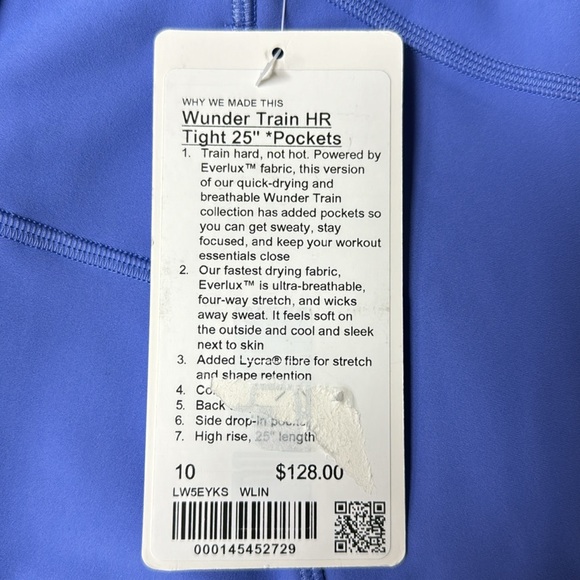 WHY WE MADE THIS
Wunder Train HR
Tight 25" *Pockets
1. Train hard, not hot. Powered by
Everlux™ fabric, this version
of our quick-drying and
breathable Wunder Train
collection has added pockets so
you can get sweaty, stay
focused, and keep your workout
essentials close
2. Our fastest drying fabric,
Everlux™ is ultra-breathable,
four-way stretch, and wicks
away sweat. It feels soft on
the outside and cool and sleek
next to skin
3. Added Lycra® fibre for stretch
and shape retention
4.
5. Back
6. Side drop-in
7. High rise, 25" length
10 $128.00
LW5EYKS WLIN
000145452729